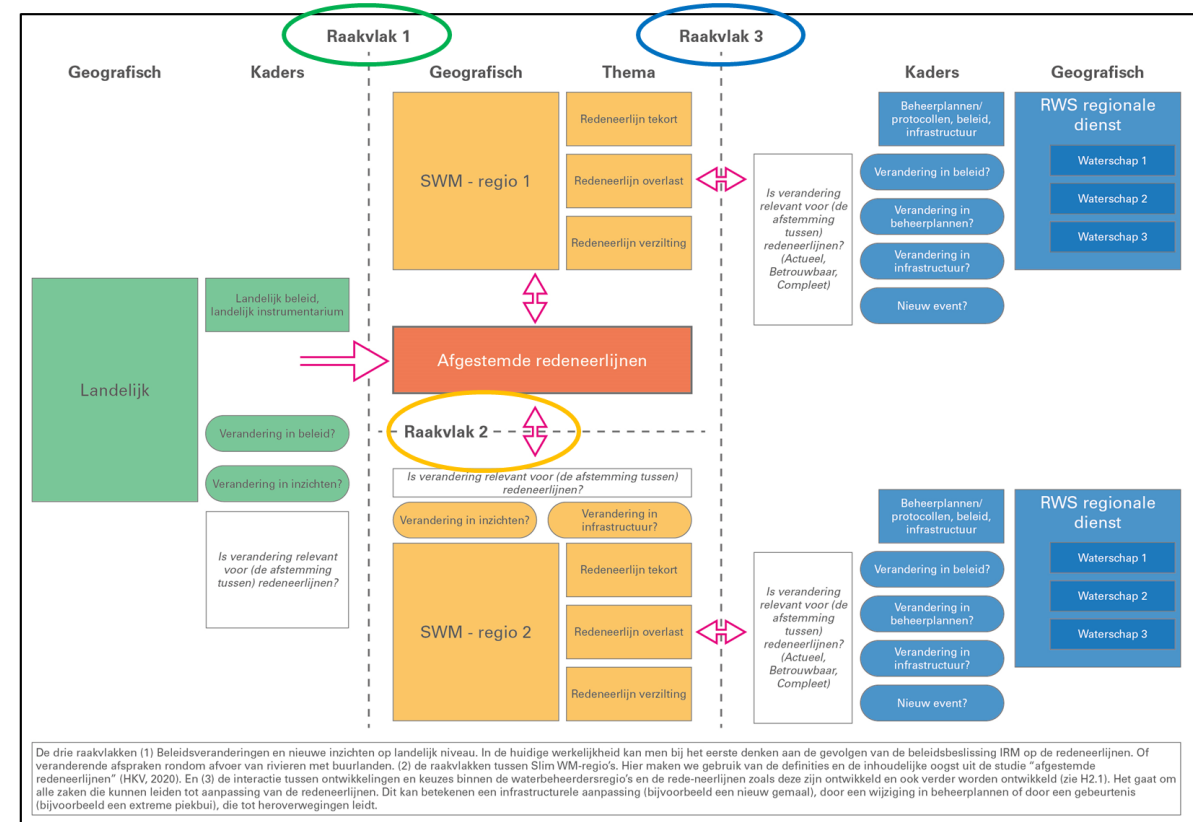 Raakvlak 1
Raakvlak 3
Geografisch
Kaders
Geografisch
Thema
Kaders
Geografisch
Landelijk
Landelijk beleid,
landelijk instrumentarium
Verandering in beleid?
Verandering in inzichten?
Is verandering relevant
voor (de afstemming
tussen) redeneerlijnen?
SWM - regio 1
Redeneerlijn tekort
Redeneerlijn overlast
Redeneerlijn verzilting
Afgestemde redeneerlijnen
Raakvlak 2
Is verandering relevant voor (de afstemming tussen)
redeneerlijnen?
Verandering in inzichten?
Verandering in
infrastructuur?
SWM - regio 2
Redeneerlijn tekort
Redeneerlijn overlast
Redeneerlijn verzilting
Is verandering
relevant voor (de
afstemming
tussen)
redeneerlijnen?
(Actueel,
Betrouwbaar,
Compleet)
Beheerplannen/
protocollen, beleid,
infrastructuur
Verandering in beleid?
Verandering in
beheerplannen?
Verandering in
infrastructuur?
Nieuw event?
RWS regionale
dienst
Waterschap 1
Waterschap 2
Waterschap 3
Is verandering
relevant voor (de
afstemming
tussen)
redeneerlijnen?
(Actueel,
Betrouwbaar,
Compleet)
Beheerplannen/
protocollen, beleid,
infrastructuur
Verandering in beleid?
Verandering in
beheerplannen?
Verandering in
infrastructuur?
Nieuw event?
RWS regionale
dienst
Waterschap 1
Waterschap 2
Waterschap 3
De drie raakvlakken (1) Beleidsveranderingen en nieuwe inzichten op landelijk niveau. In de huidige werkelijkheid kan men bij het eerste denken aan de gevolgen van de beleidsbeslissing IRM op de redeneerlijnen. Of
veranderende afspraken rondom afvoer van rivieren met buurlanden. (2) de raakvlakken tussen Slim WM-regio's. Hier maken we gebruik van de definities en de inhoudelijke oogst uit de studie “afgestemde
redeneerlijnen” (HKV, 2020). En (3) de interactie tussen ontwikkelingen en keuzes binnen de waterbeheerdersregio's en de rede-neerlijnen zoals deze zijn ontwikkeld en ook verder worden ontwikkeld (zie H2.1). Het gaat om
alle zaken die kunnen leiden tot aanpassing van de redeneerlijnen. Dit kan betekenen een infrastructurele aanpassing (bijvoorbeeld een nieuw gemaal), door een wijziging in beheerplannen of door een gebeurtenis
(bijvoorbeeld een extreme piekbui), die tot heroverwegingen leidt.